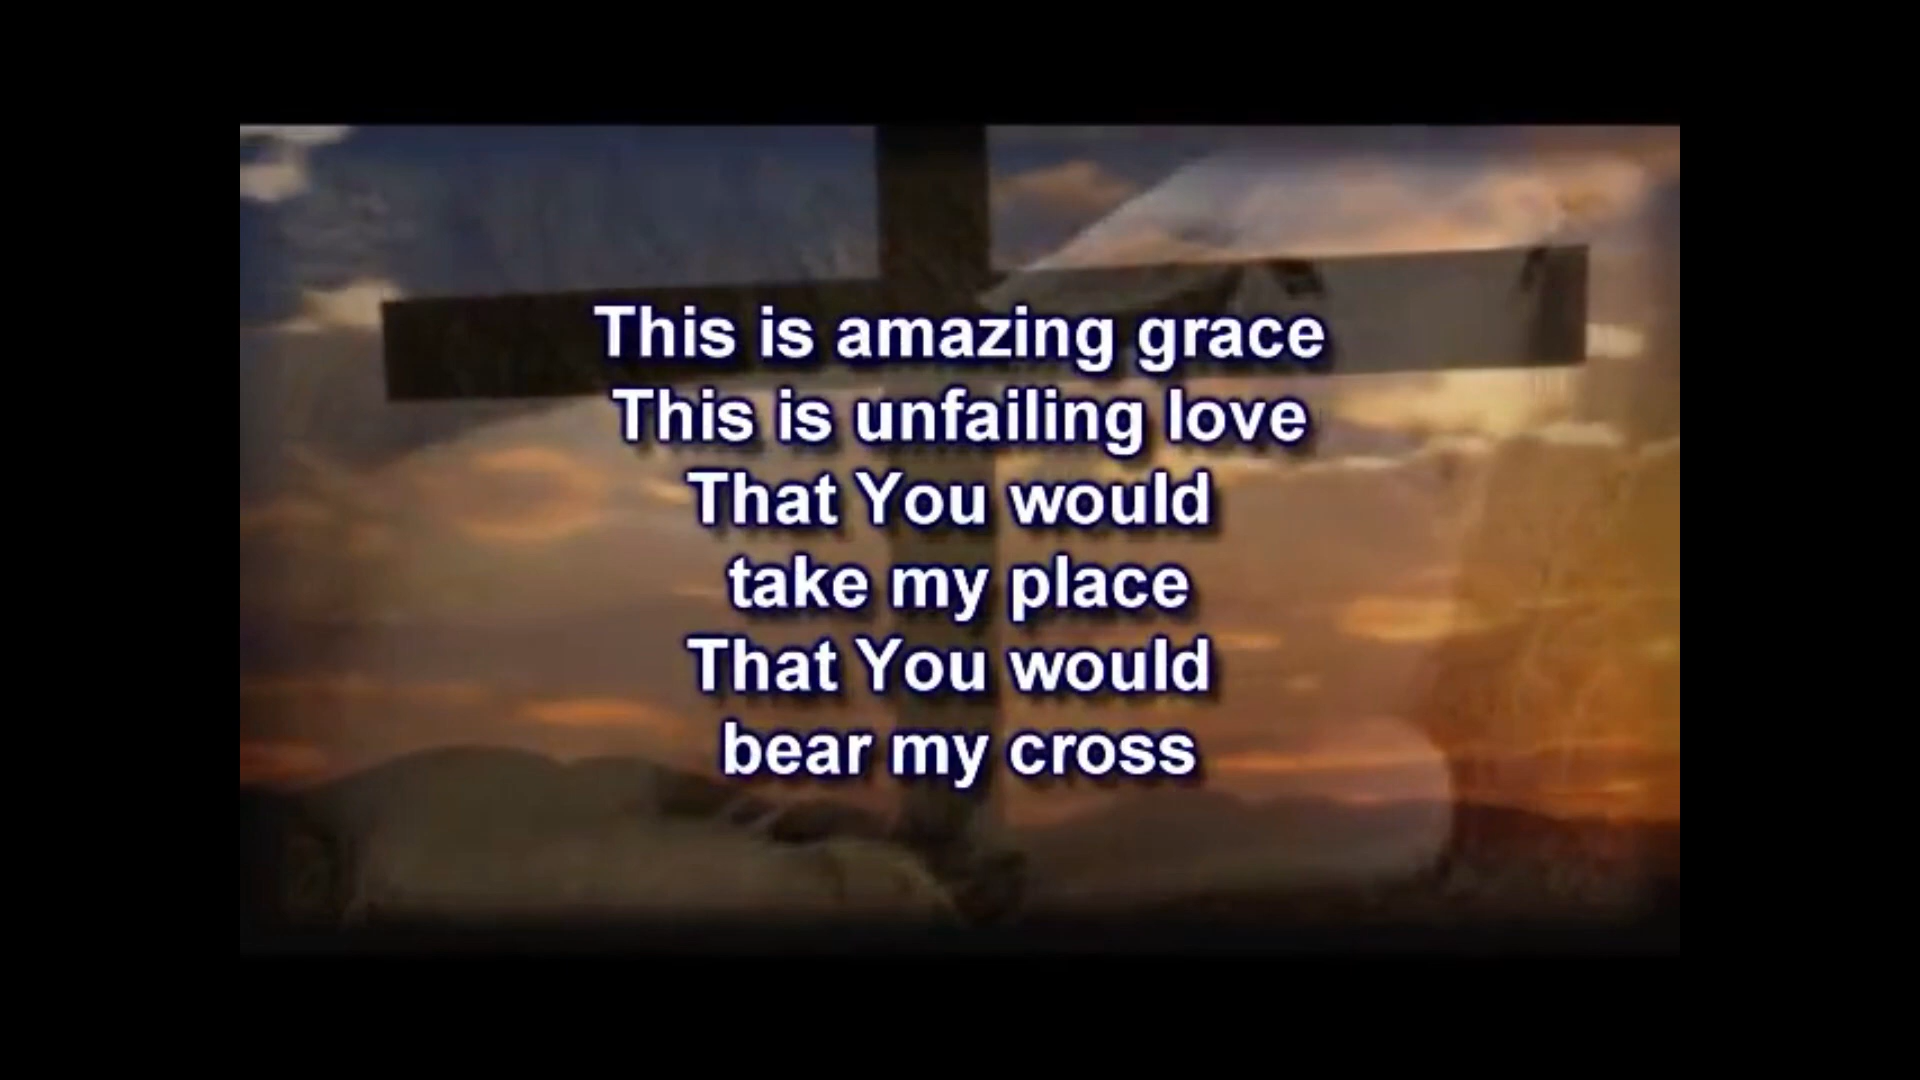 This is amazing grace
This is unfailing love
That You would
take my place
That You would
bear my cross